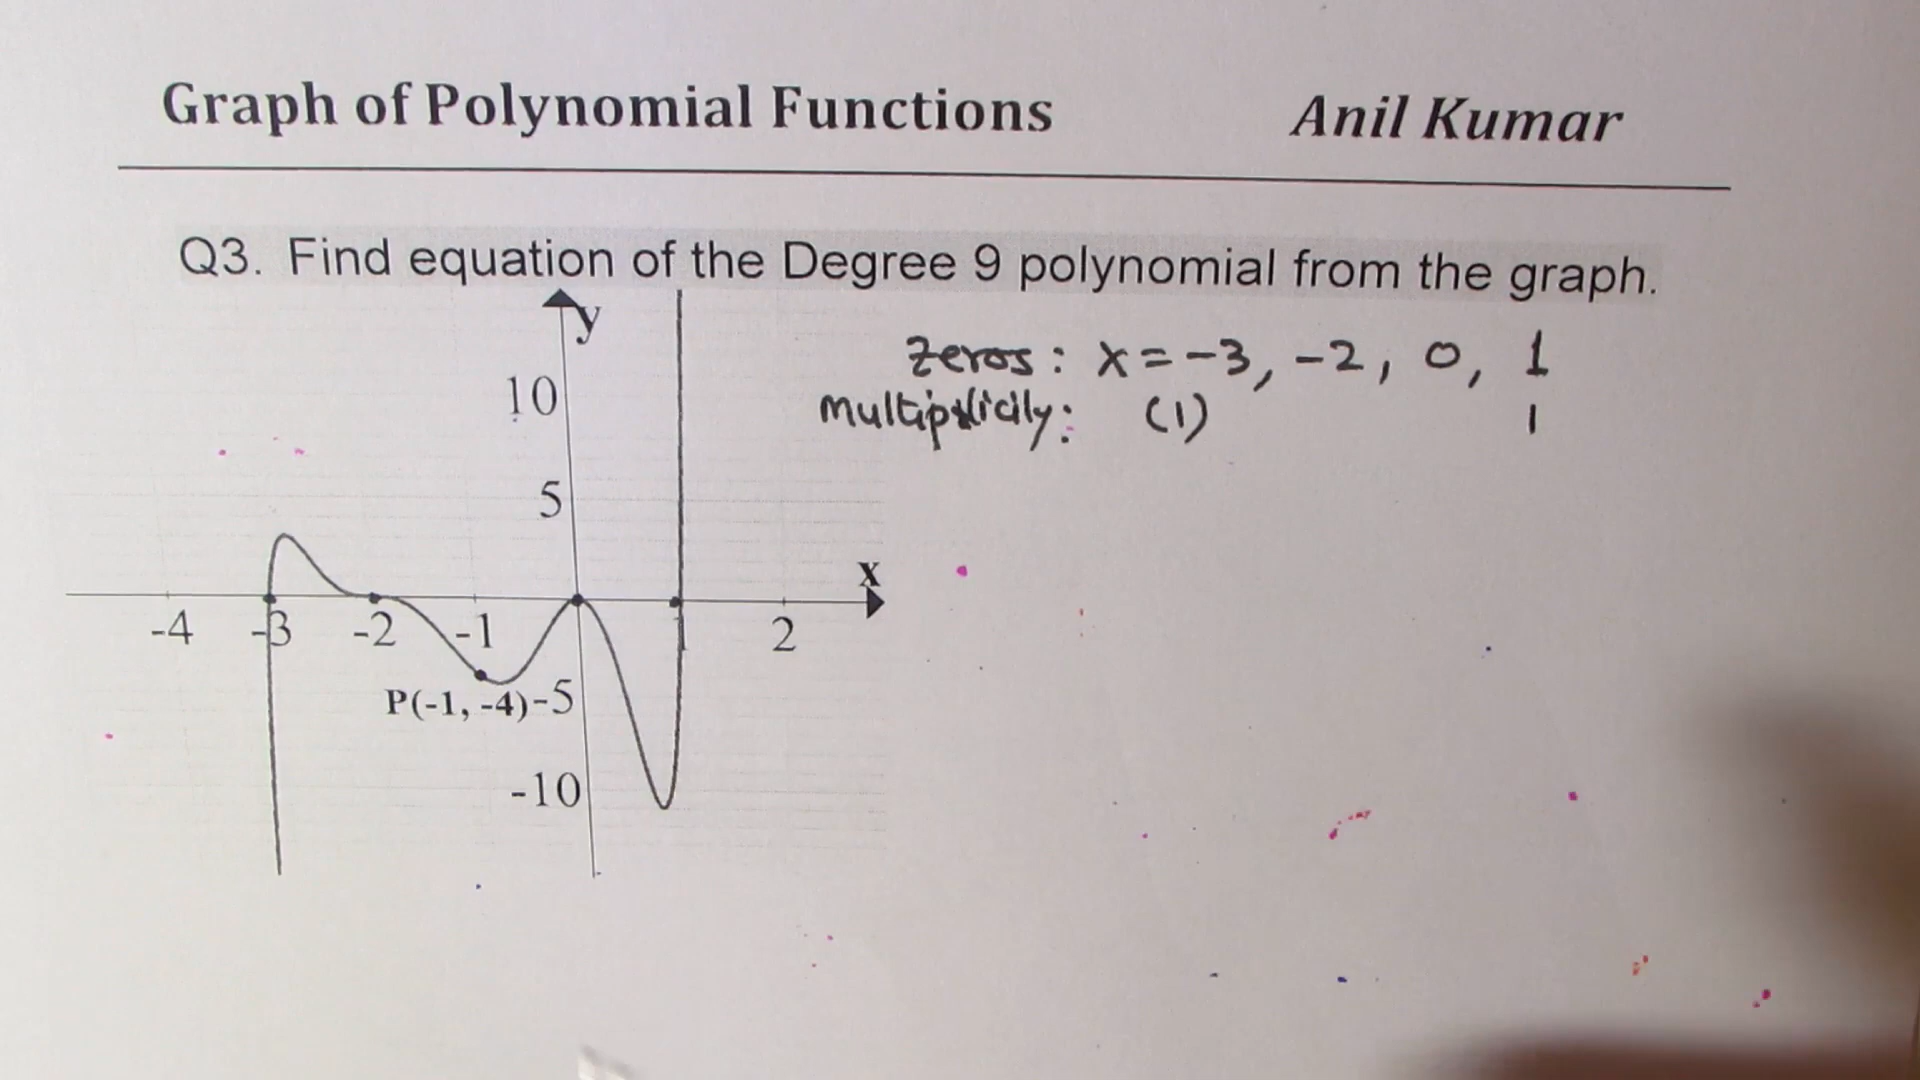 Graph of Polynomial Functions Anil Kumar
Q3. Find equation of the Degree 9 polynomial from the graph.
y
zeros: x = -3, -2, 0, 1
multiplicity: (1) 1
10
5
x
-4 -3 -2 -1 1 2
P(-1, -4) -5
-10